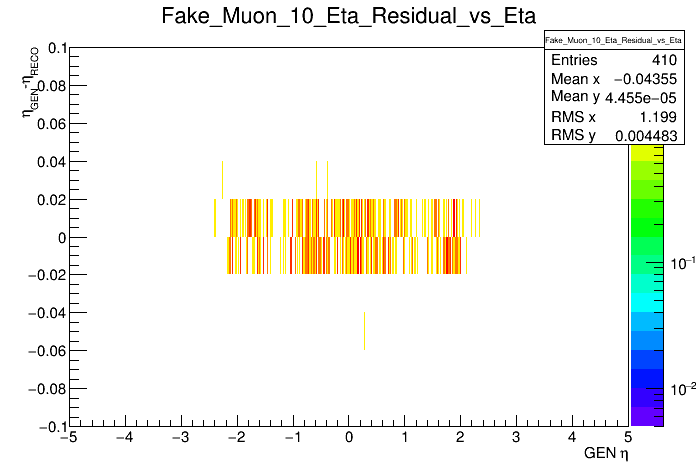 Fake_Muon_10_Eta_Residual_vs_Eta
Fake_Muon_10_Eta_Residual_vs_Eta
Entries 410
Mean x −0.04355
Mean y 4.455e−05
RMS x 1.199
RMS y 0.004483
ηGEN-ηRECO
0.1
0.08
0.06
0.04
0.02
0
−0.02
−0.04
−0.06
−0.08
−0.1
−5 −4 −3 −2 −1 0 1 2 3 4 5
GEN η
10−1
10−2